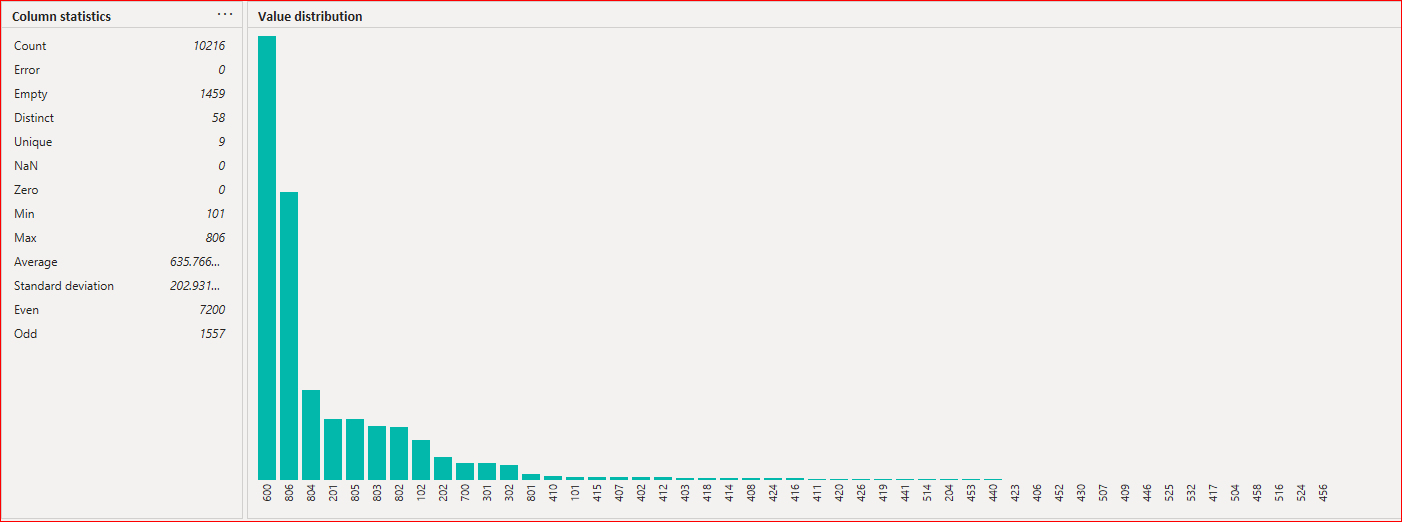 Column statistics ...
Count 10216
Error 0
Empty 1459
Distinct 58
Unique 9
NaN 0
Zero 0
Min 101
Max 806
Average 635.766...
Standard deviation 202.931...
Even 7200
Odd 1557
Value distribution
600 806 804 201 805 803 802 102 202 700 301 302 801 410 101 415 407 402 412 403 418 414 408 424 416 411 420 426 419 441 514 204 453 440 423 406 452 430 507 409 446 525 532 417 504 458 516 524 456